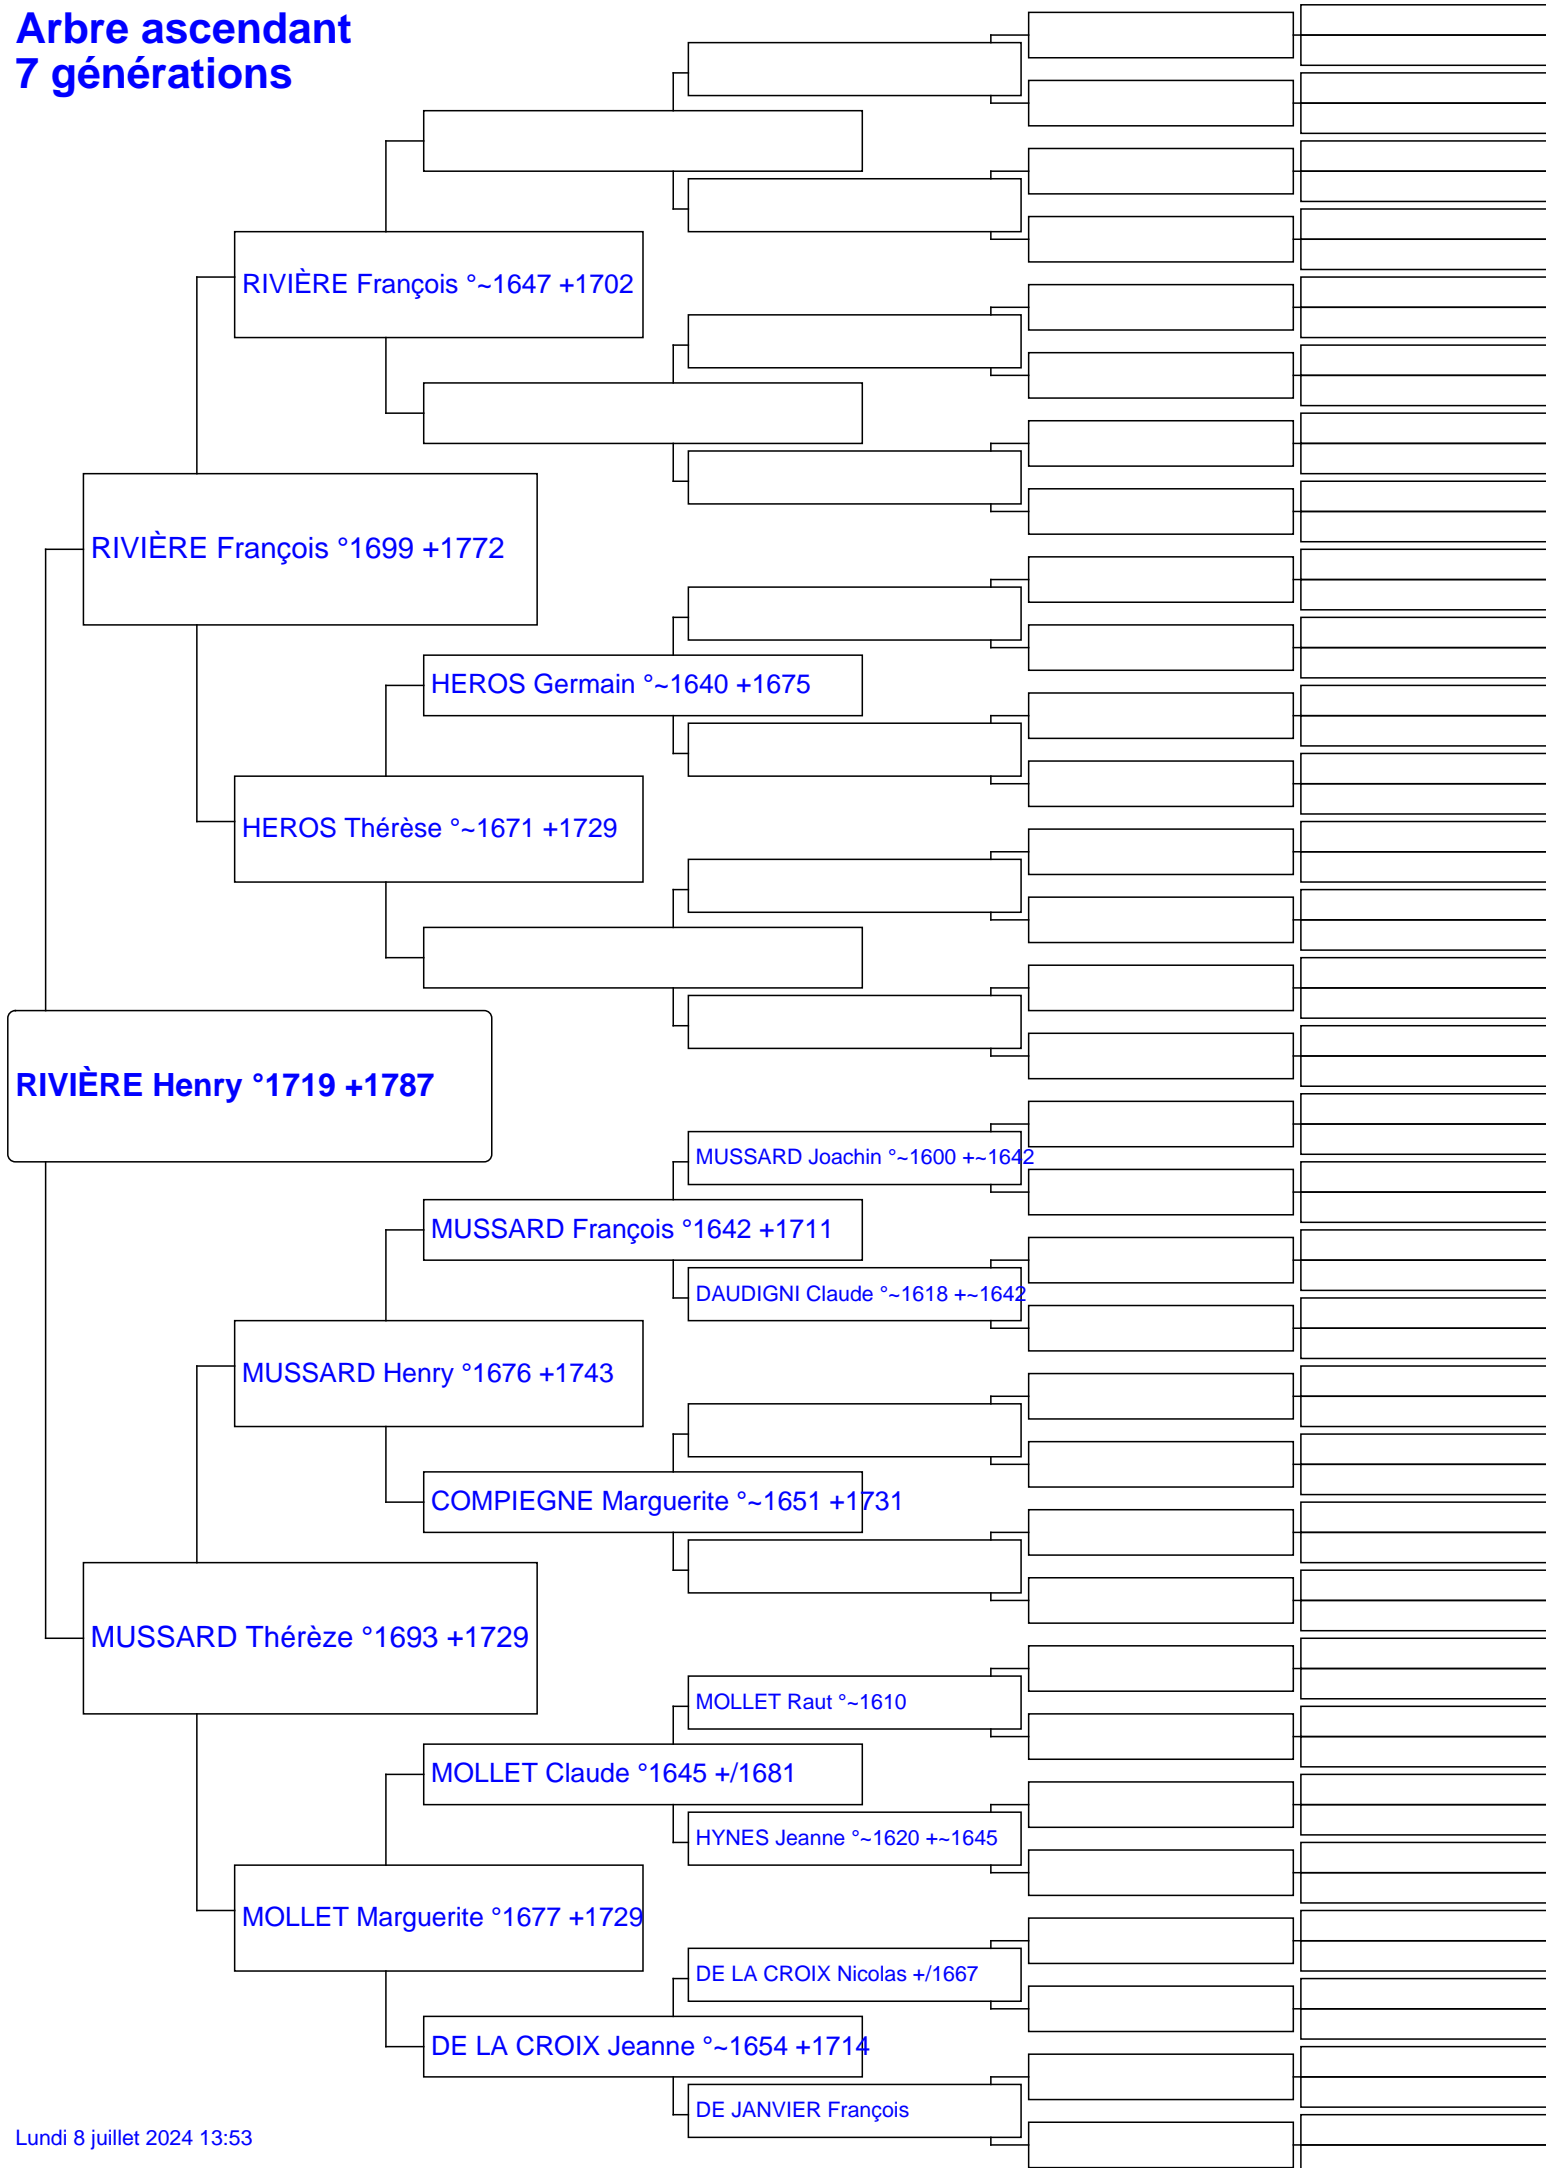 Arbre ascendant
7 générations
RIVIÈRE François °~1647 +1702
RIVIÈRE François °1699 +1772
HEROS Germain °~1640 +1675
HEROS Thérèse °~1671 +1729
RIVIÈRE Henry °1719 +1787
MUSSARD Joachin °~1600 +~1642
MUSSARD François °1642 +1711
DAUDIGNI Claude °~1618 +~1642
MUSSARD Henry °1676 +1743
COMPIEGNE Marguerite °~1651 +1731
MUSSARD Thérèze °1693 +1729
MOLLET Raut °~1610
MOLLET Claude °1645 +/1681
HYNES Jeanne °~1620 +~1645
MOLLET Marguerite °1677 +1729
DE LA CROIX Nicolas +/1667
DE LA CROIX Jeanne °~1654 +1714
DE JANVIER François
Lundi 8 juillet 2024 13:53